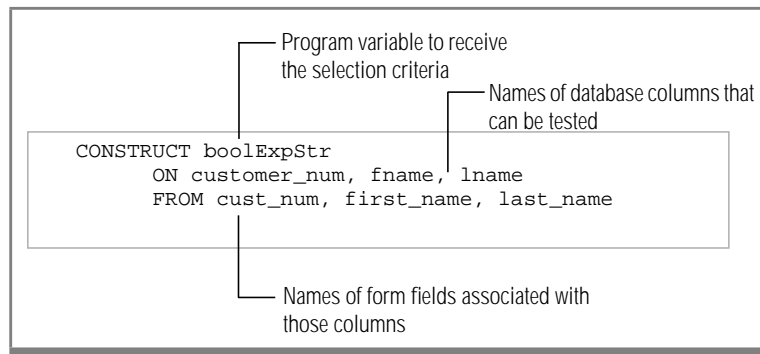 Program variable to receive
the selection criteria
Names of database columns that
can be tested
CONSTRUCT boolExpStr
ON customer_num, fname, lname
FROM cust_num, first_name, last_name
Names of form fields associated with
those columns